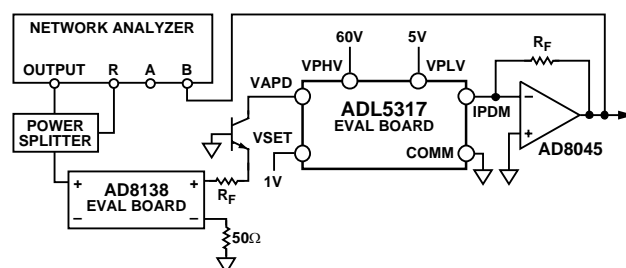 NETWORK ANALYZER
OUTPUT R A B
POWER
SPLITTER
+ +
AD8138
EVAL BOARD
− −
RF
50Ω
60V 5V
VPHV VPLV
VAPD
ADL5317
EVAL BOARD
VSET
1V
IPDM
COMM
RF
−
+
AD8045